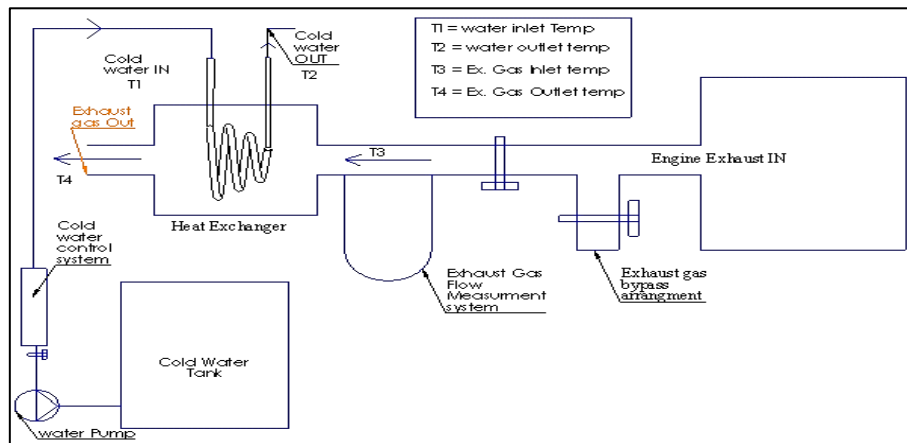 T1 = water inlet Temp
T2 = water outlet temp
T3 = Ex. Gas Inlet temp
T4 = Ex. Gas Outlet temp
Cold
water IN
T1
Cold
water
OUT
T2
Exhaust
gas Out
T4
T3
Engine Exhaust IN
Heat Exchanger
Cold
water
control
system
Exhaust Gas
Flow
Measurment
system
Exhaust gas
bypass
arrangment
Cold Water
Tank
water Pump